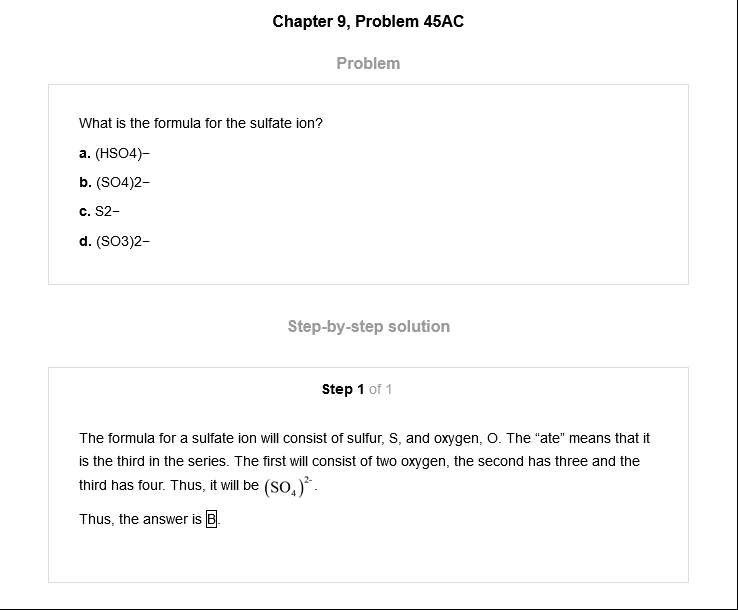 Chapter 9, Problem 45AC
Problem
What is the formula for the sulfate ion?
a. (HSO4)−
b. (SO4)2−
c. S2−
d. (SO3)2−
Step-by-step solution
Step 1 of 1
The formula for a sulfate ion will consist of sulfur, S, and oxygen, O. The “ate” means that it
is the third in the series. The first will consist of two oxygen, the second has three and the
third has four. Thus, it will be (SO₄)²⁻.
Thus, the answer is B.